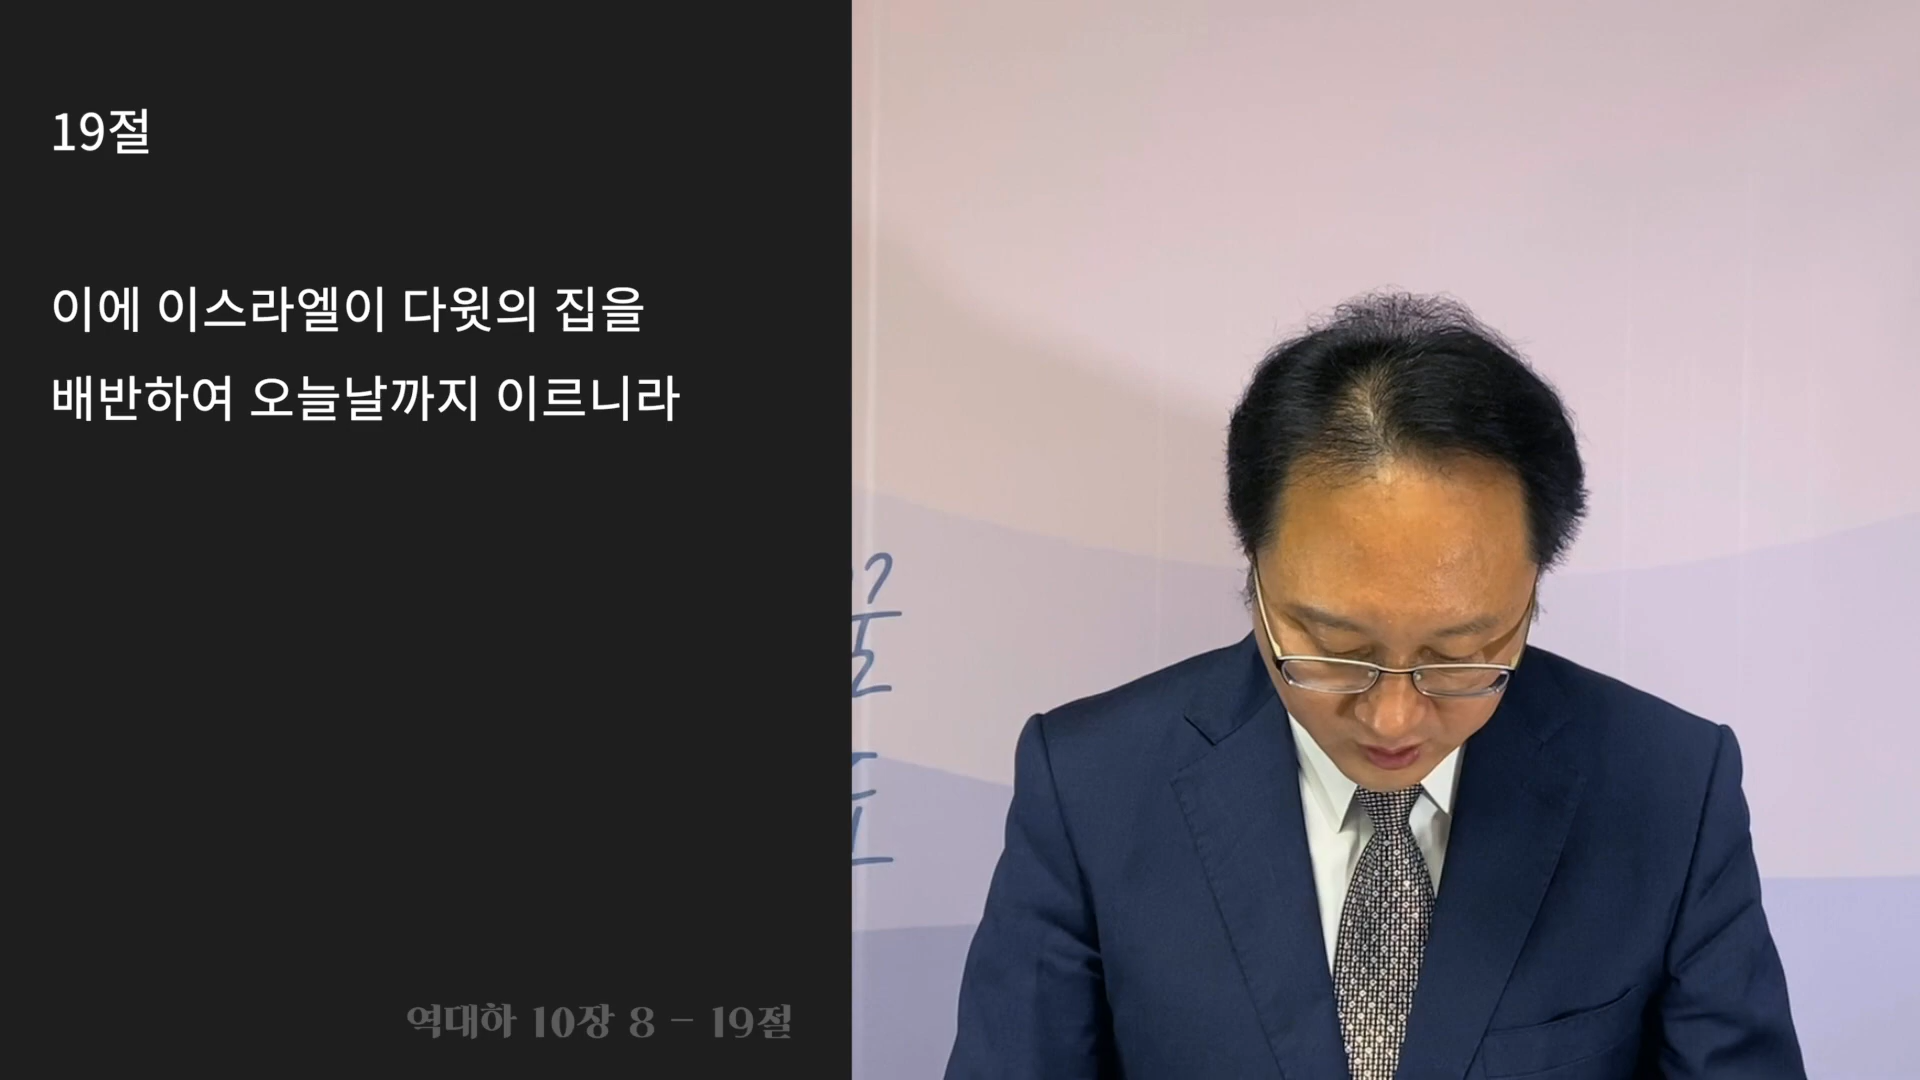 19절
이에 이스라엘이 다윗의 집을
배반하여 오늘날까지 이르니라
역대하 10장 8 - 19절